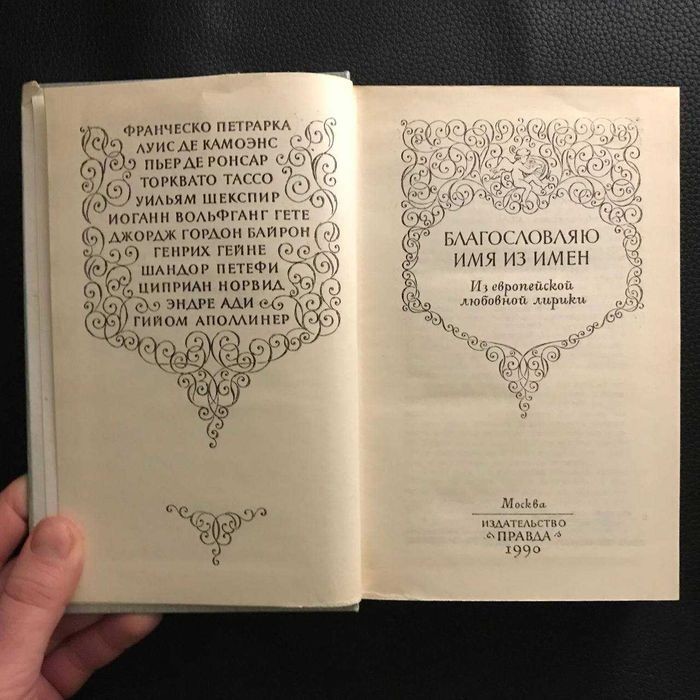 ФРАНЧЕСКО ПЕТРАРКА
ЛУИС ДЕ КАМОЭНС
ПЬЕР ДЕ РОНСАР
ТОРКВАТО ТАССО
УИЛЬЯМ ШЕКСПИР
ИОГАНН ВОЛЬФГАНГ ГЕТЕ
ДЖОРДЖ ГОРДОН БАЙРОН
ГЕНРИХ ГЕЙНЕ
ШАНДОР ПЕТЕФИ
ЦИПРИАН НОРВИД
ЭНДРЕ АДИ
ГИЙОМ АПОЛЛИНЕР
БЛАГОСЛОВЛЯЮ
ИМЯ ИЗ ИМЕН
Из европейской
любовной лирики
Москва
ИЗДАТЕЛЬСТВО
ПРАВДА
1990